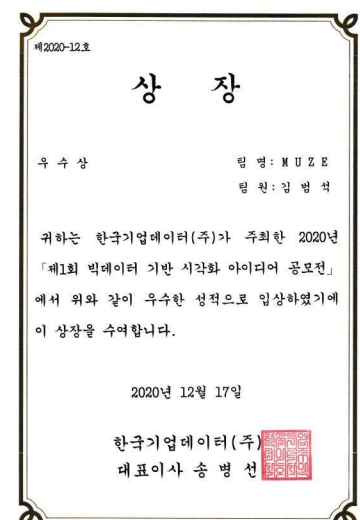 제2020-12호
상 장
우 수 상
팀 명: M U Z E
팀 원: 김 범 석
귀하는 한국기업데이터(주)가 주최한 2020년
「제1회 빅데이터 기반 시각화 아이디어 공모전」
에서 위와 같이 우수한 성적으로 입상하였기에
이 상장을 수여합니다.
2020년 12월 17일
한국기업데이터(주)
대표이사 송 병 선